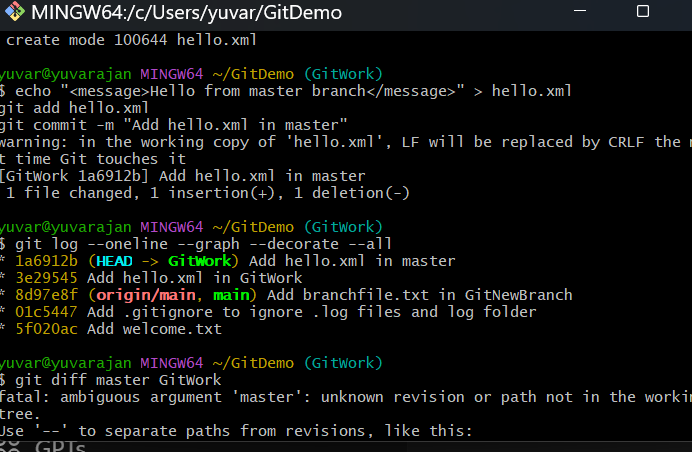 MINGW64:/c/Users/yuvar/GitDemo
create mode 100644 hello.xml
yuvar@yuvarajan MINGW64 ~/GitDemo (GitWork)
$ echo "<message>Hello from master branch</message>" > hello.xml
git add hello.xml
git commit -m "Add hello.xml in master"
warning: in the working copy of 'hello.xml', LF will be replaced by CRLF the
t time Git touches it
[GitWork 1a6912b] Add hello.xml in master
1 file changed, 1 insertion(+), 1 deletion(-)
yuvar@yuvarajan MINGW64 ~/GitDemo (GitWork)
$ git log --oneline --graph --decorate --all
* 1a6912b (HEAD -> GitWork) Add hello.xml in master
* 3e29545 Add hello.xml in GitWork
* 8d97e8f (origin/main, main) Add branchfile.txt in GitNewBranch
* 01c5447 Add .gitignore to ignore .log files and log folder
* 5f020ac Add welcome.txt
yuvar@yuvarajan MINGW64 ~/GitDemo (GitWork)
$ git diff master GitWork
fatal: ambiguous argument 'master': unknown revision or path not in the workin
tree.
Use '--' to separate paths from revisions, like this:
GPTs